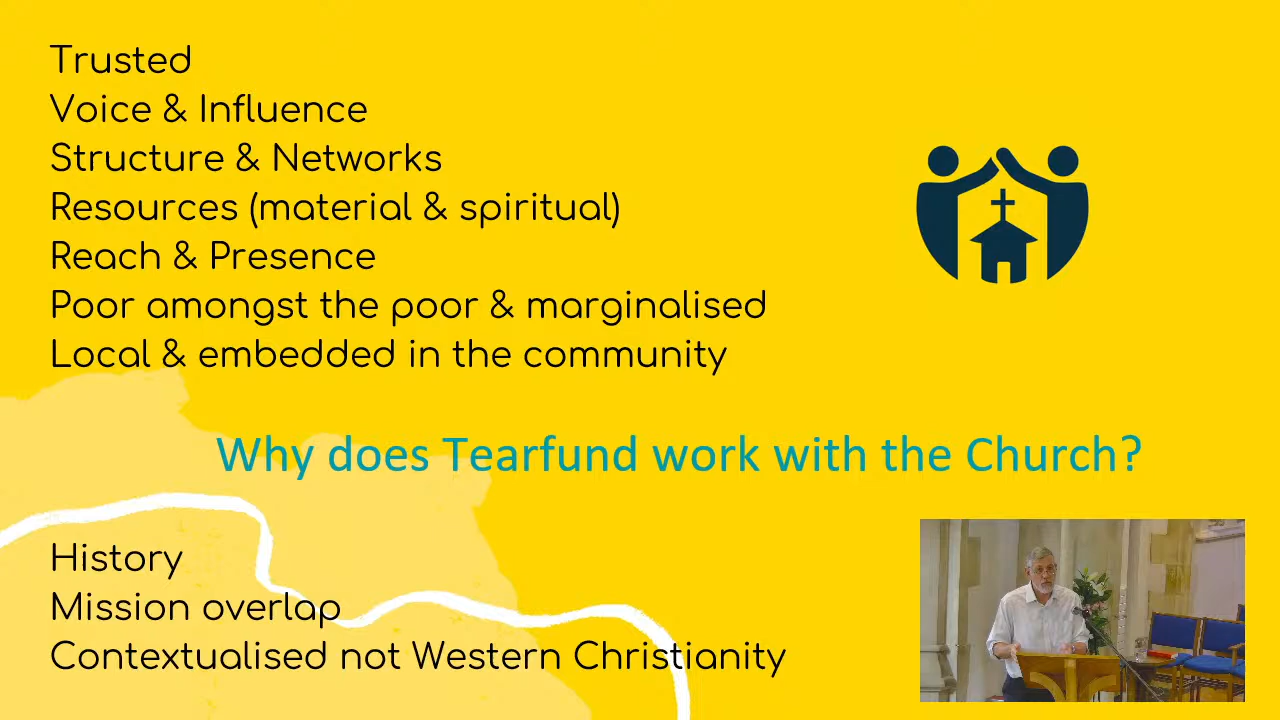 Trusted
Voice & Influence
Structure & Networks
Resources (material & spiritual)
Reach & Presence
Poor amongst the poor & marginalised
Local & embedded in the community
Why does Tearfund work with the Church?
History
Mission overlap
Contextualised not Western Christianity